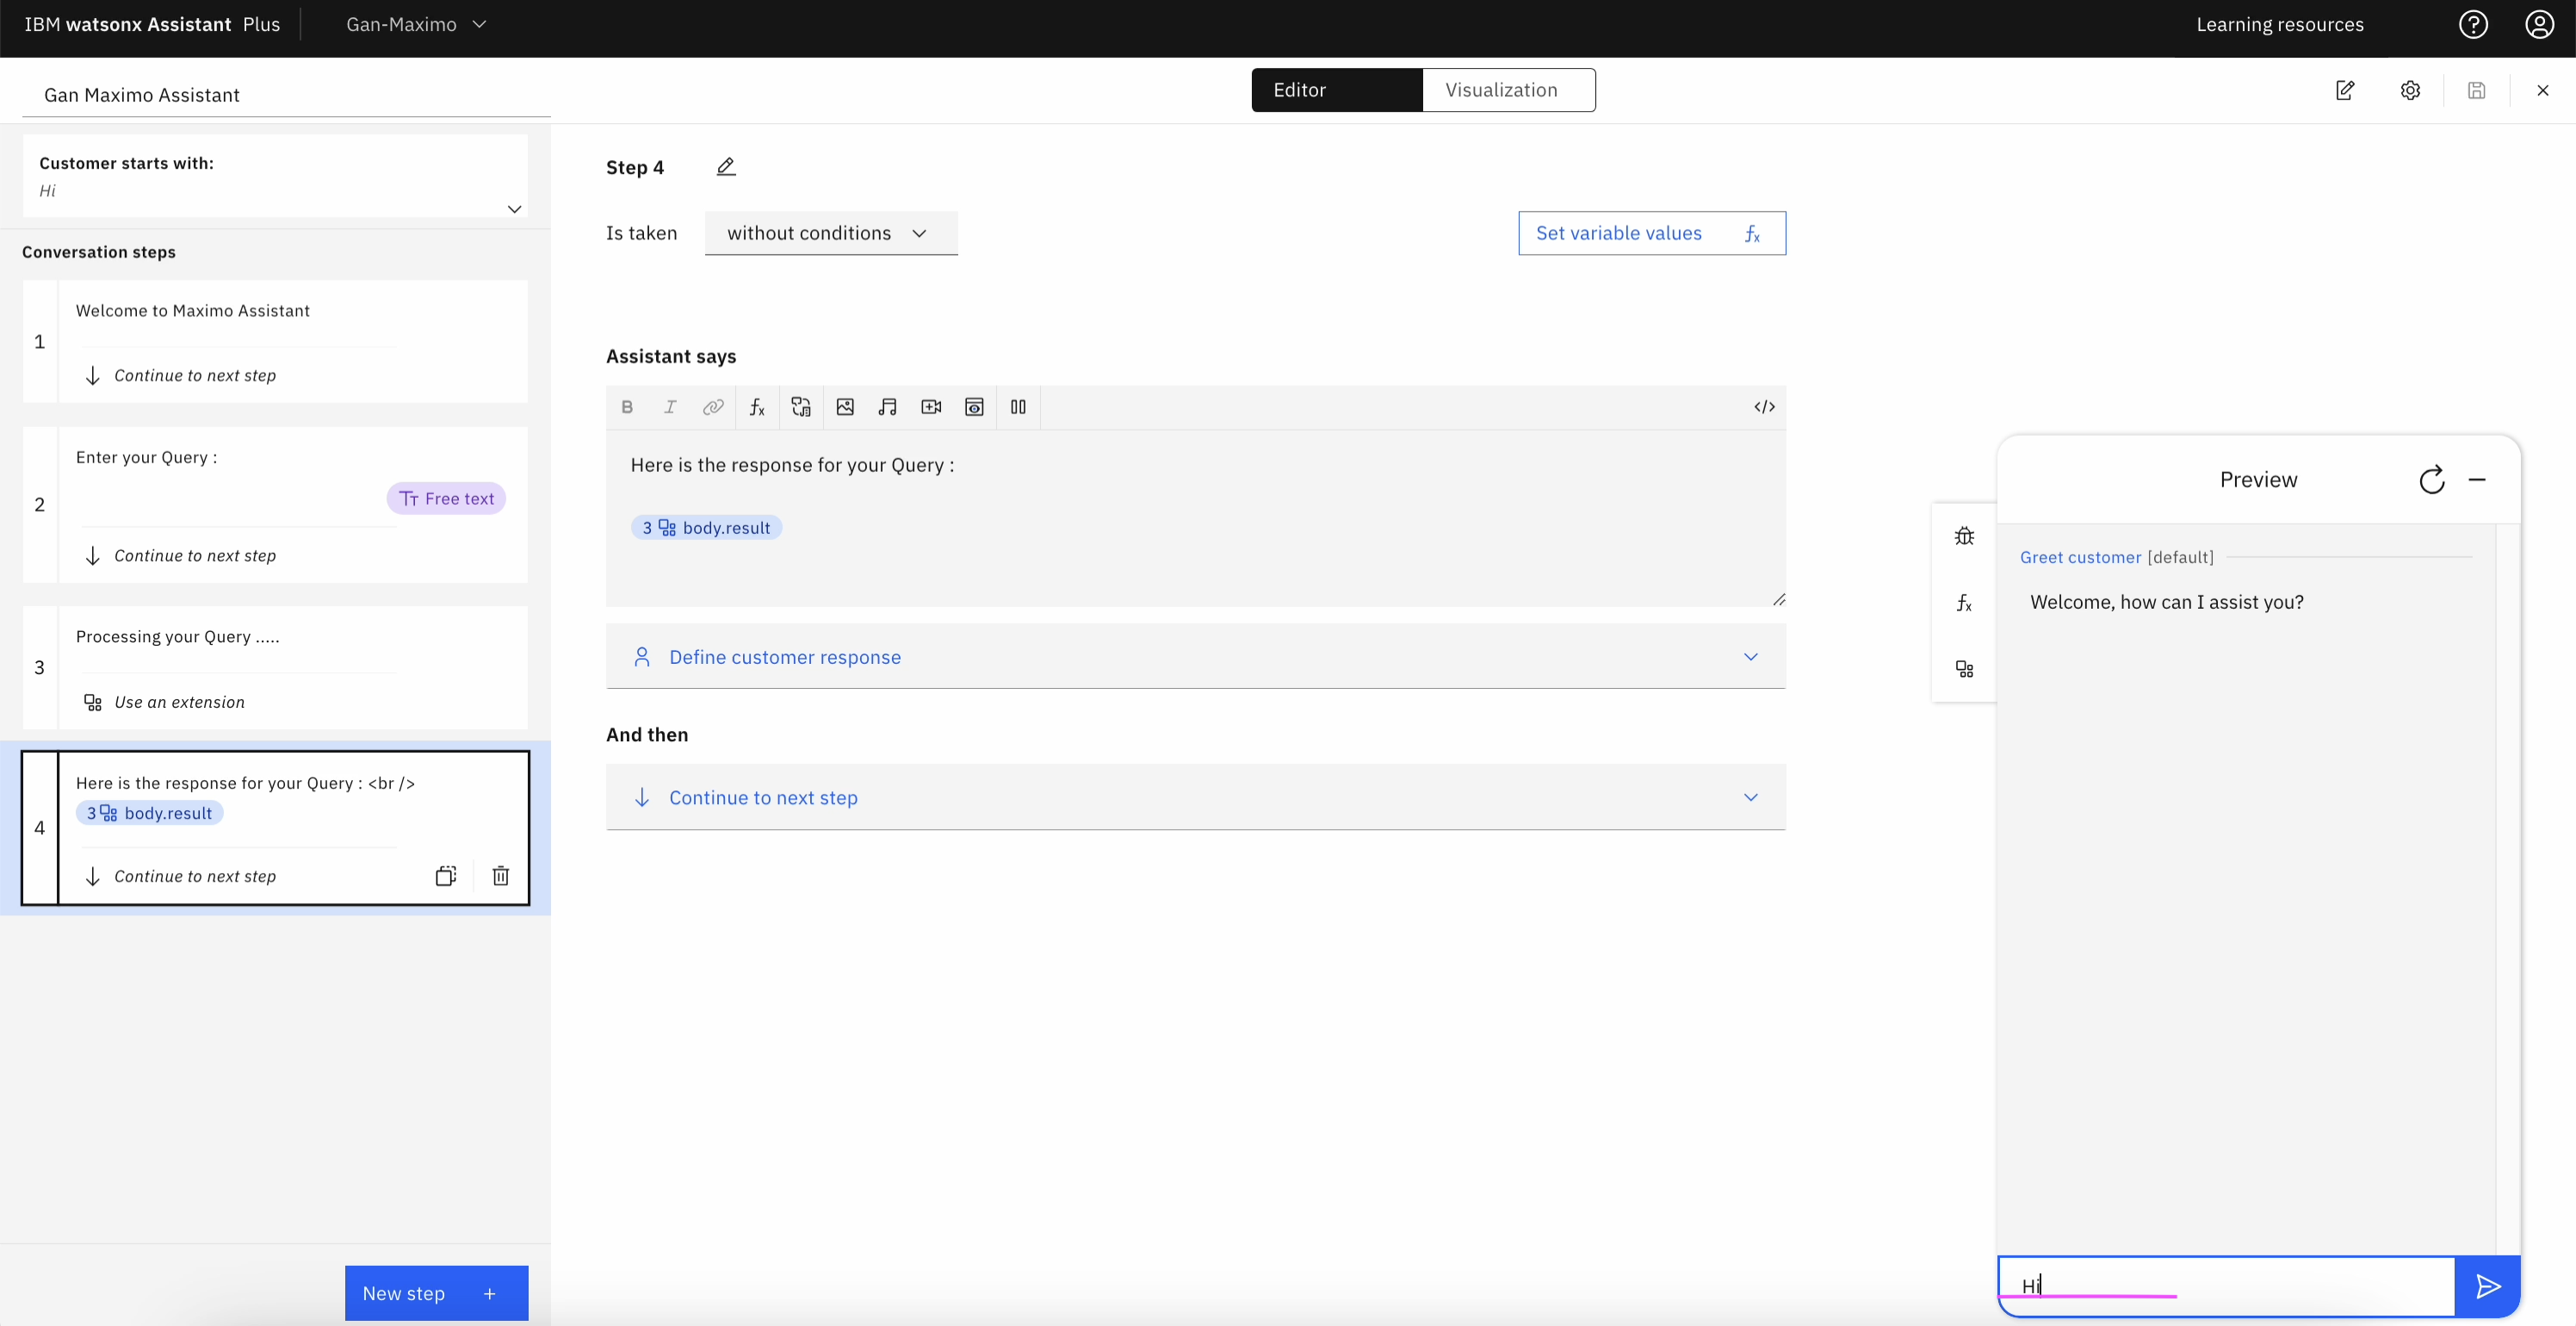 IBM watsonx Assistant Plus
Gan-Maximo
Learning resources
Gan Maximo Assistant
Editor
Visualization
Customer starts with:
Hi
Conversation steps
1
Welcome to Maximo Assistant
Continue to next step
2
Enter your Query :
Free text
Continue to next step
3
Processing your Query .....
Use an extension
4
Here is the response for your Query : <br />
3 body.result
Continue to next step
New step +
Step 4
Is taken
without conditions
Set variable values fx
Assistant says
B I fx </>
Here is the response for your Query :
3 body.result
Define customer response
And then
Continue to next step
fx
Preview
Greet customer [default]
Welcome, how can I assist you?
Hi